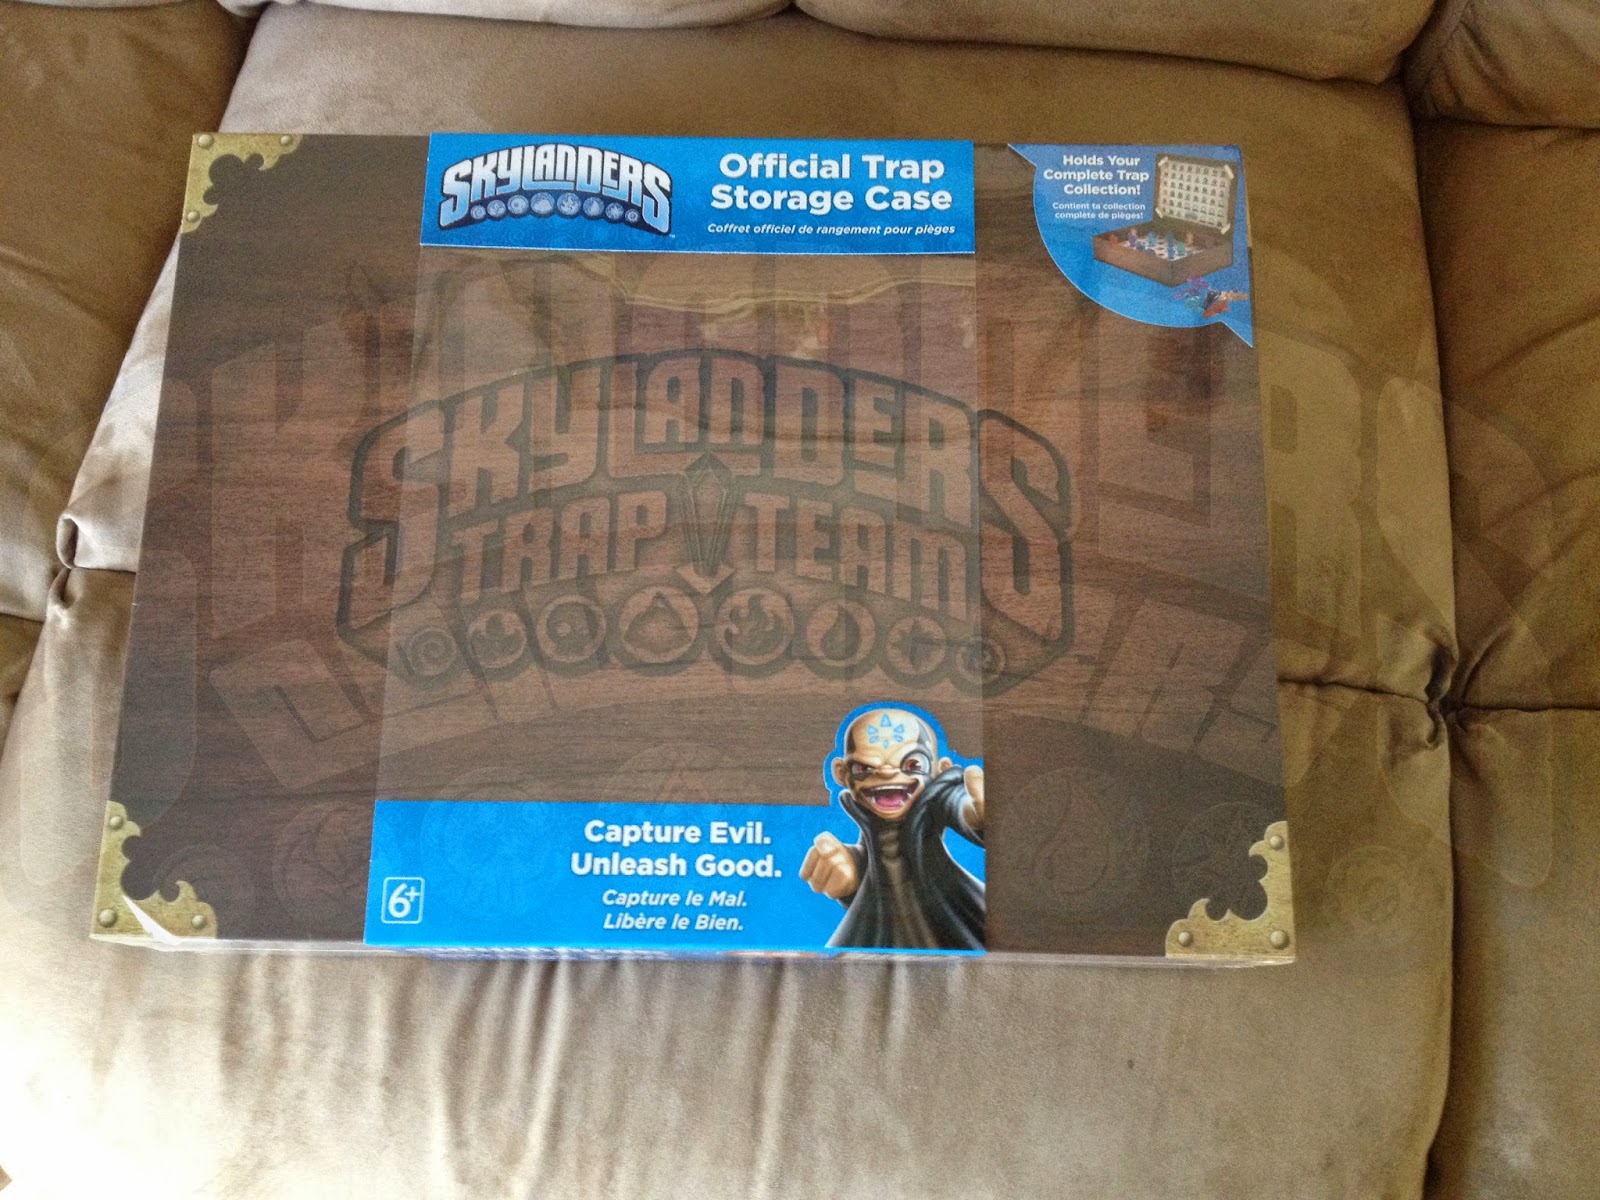 SKYLANDERS
Official Trap
Storage Case
Coffret officiel de rangement pour pièges
Holds Your
Complete Trap
Collection!
Contient ta collection
complète de pièges!
SKYLANDERS
TRAP TEAM
Capture Evil.
Unleash Good.
Capture le Mal.
Libère le Bien.
6+